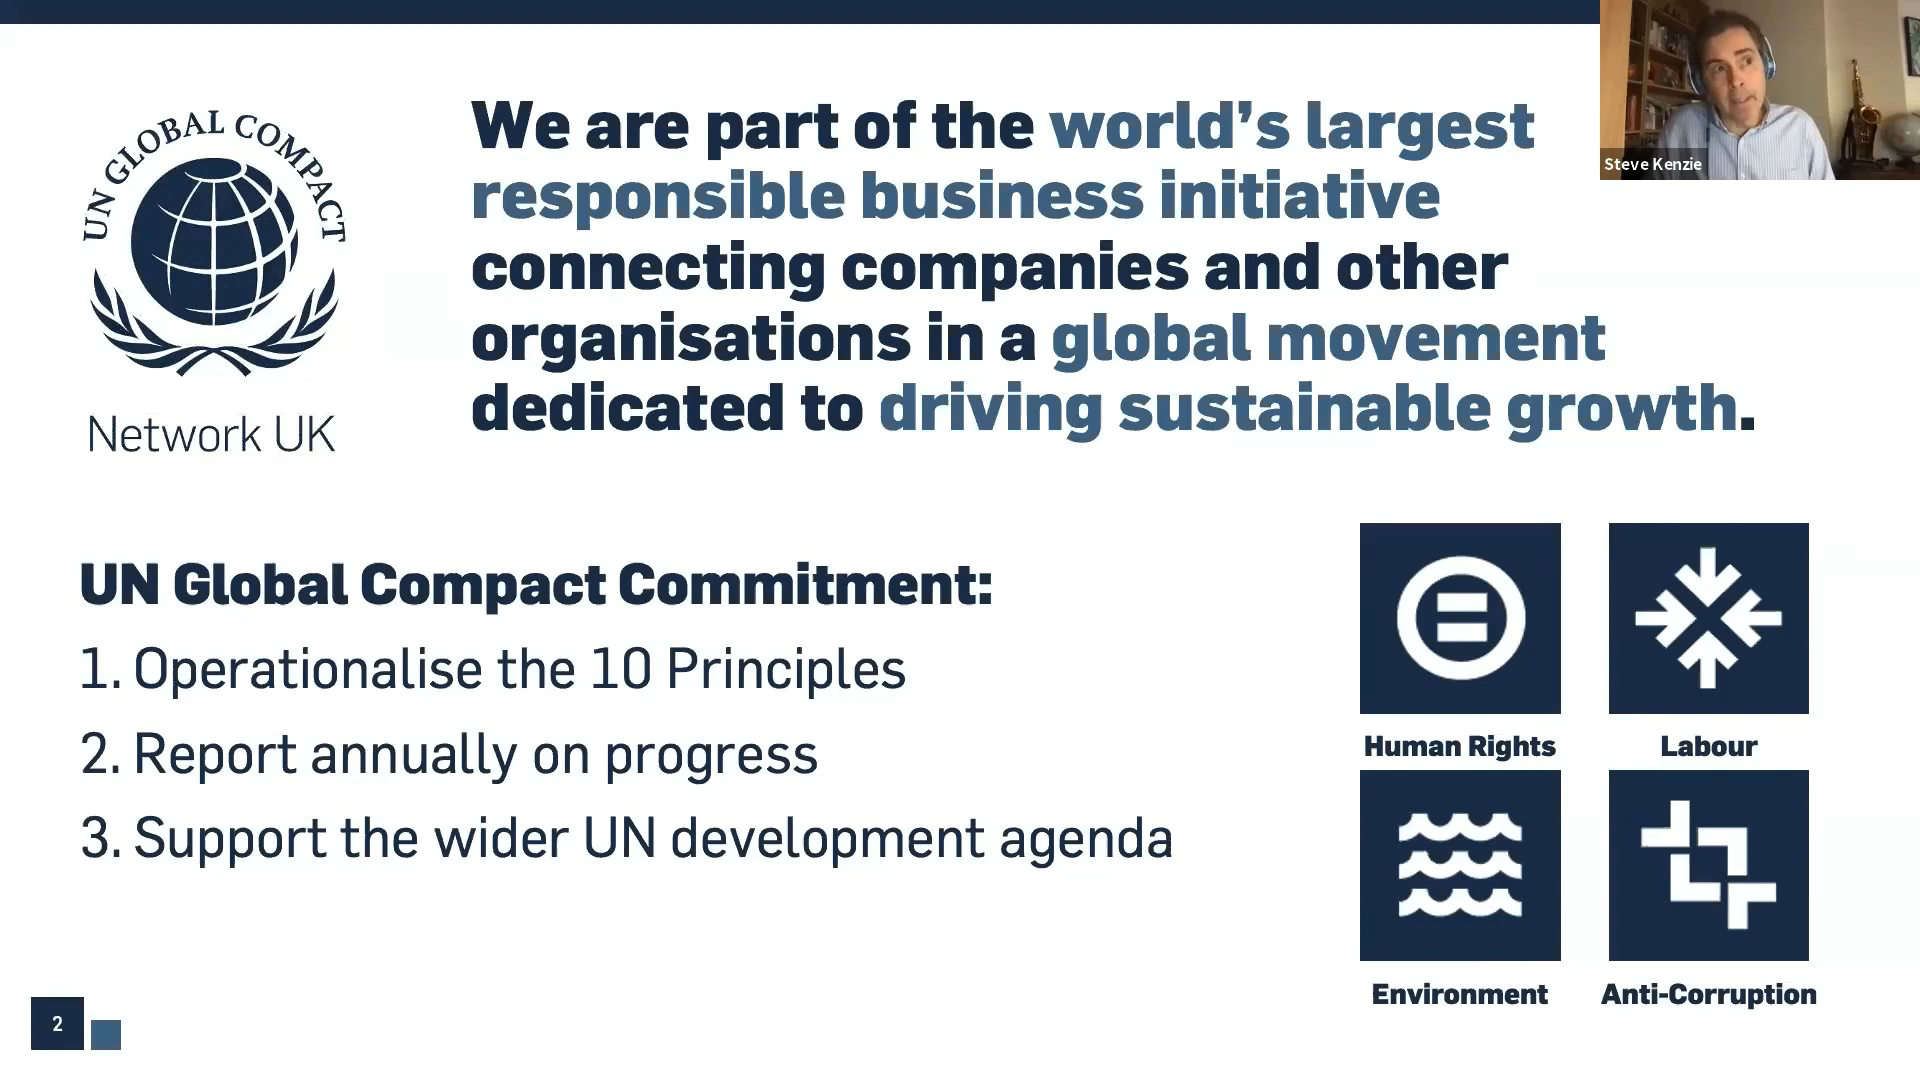 UN GLOBAL COMPACT
Network UK
We are part of the world's largest
responsible business initiative
connecting companies and other
organisations in a global movement
dedicated to driving sustainable growth.
Steve Kenzie
UN Global Compact Commitment:
1. Operationalise the 10 Principles
2. Report annually on progress
3. Support the wider UN development agenda
Human Rights
Labour
Environment
Anti-Corruption
2